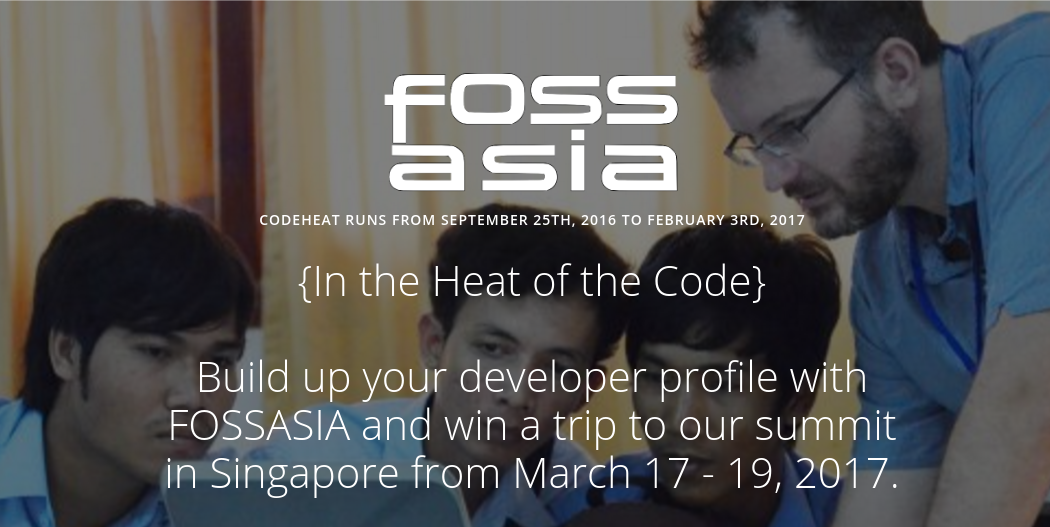 foss
asia
CODEHEAT RUNS FROM SEPTEMBER 25TH, 2016 TO FEBRUARY 3RD, 2017
{In the Heat of the Code}
Build up your developer profile with
FOSSASIA and win a trip to our summit
in Singapore from March 17 - 19, 2017.